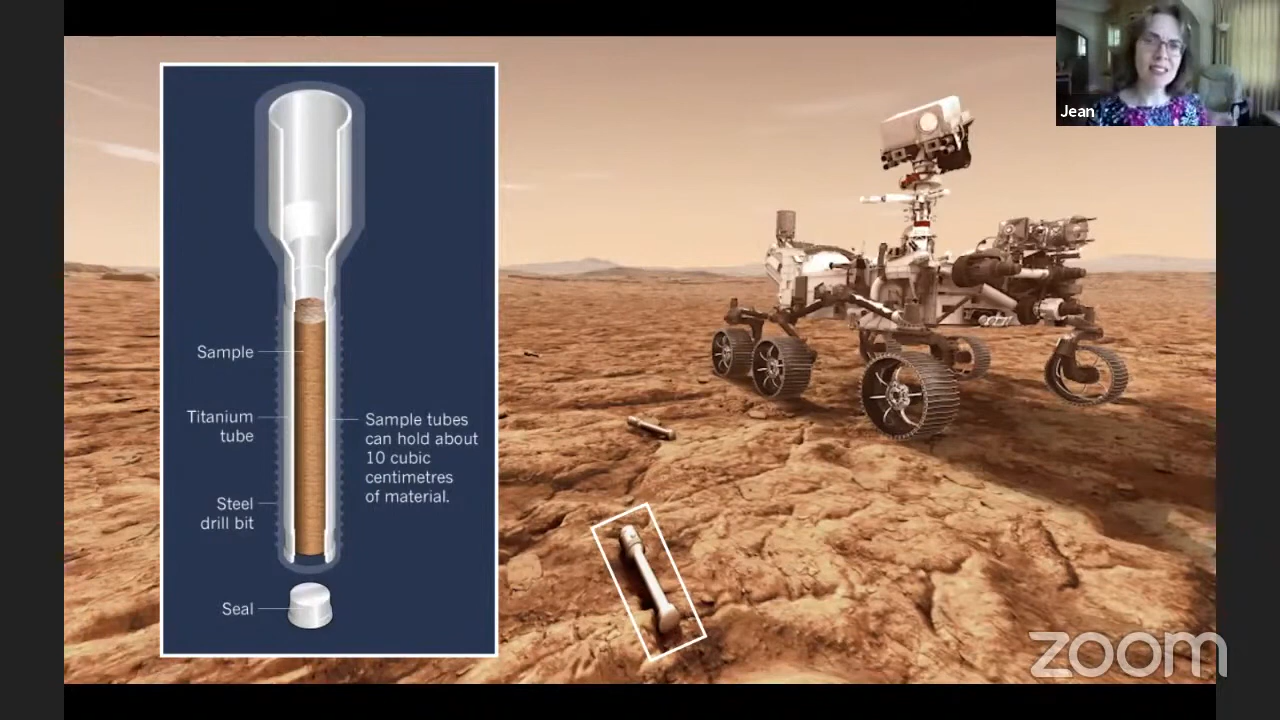 Jean
Sample
Titanium
tube
Sample tubes
can hold about
10 cubic
centimetres
of material.
Steel
drill bit
Seal
zoom